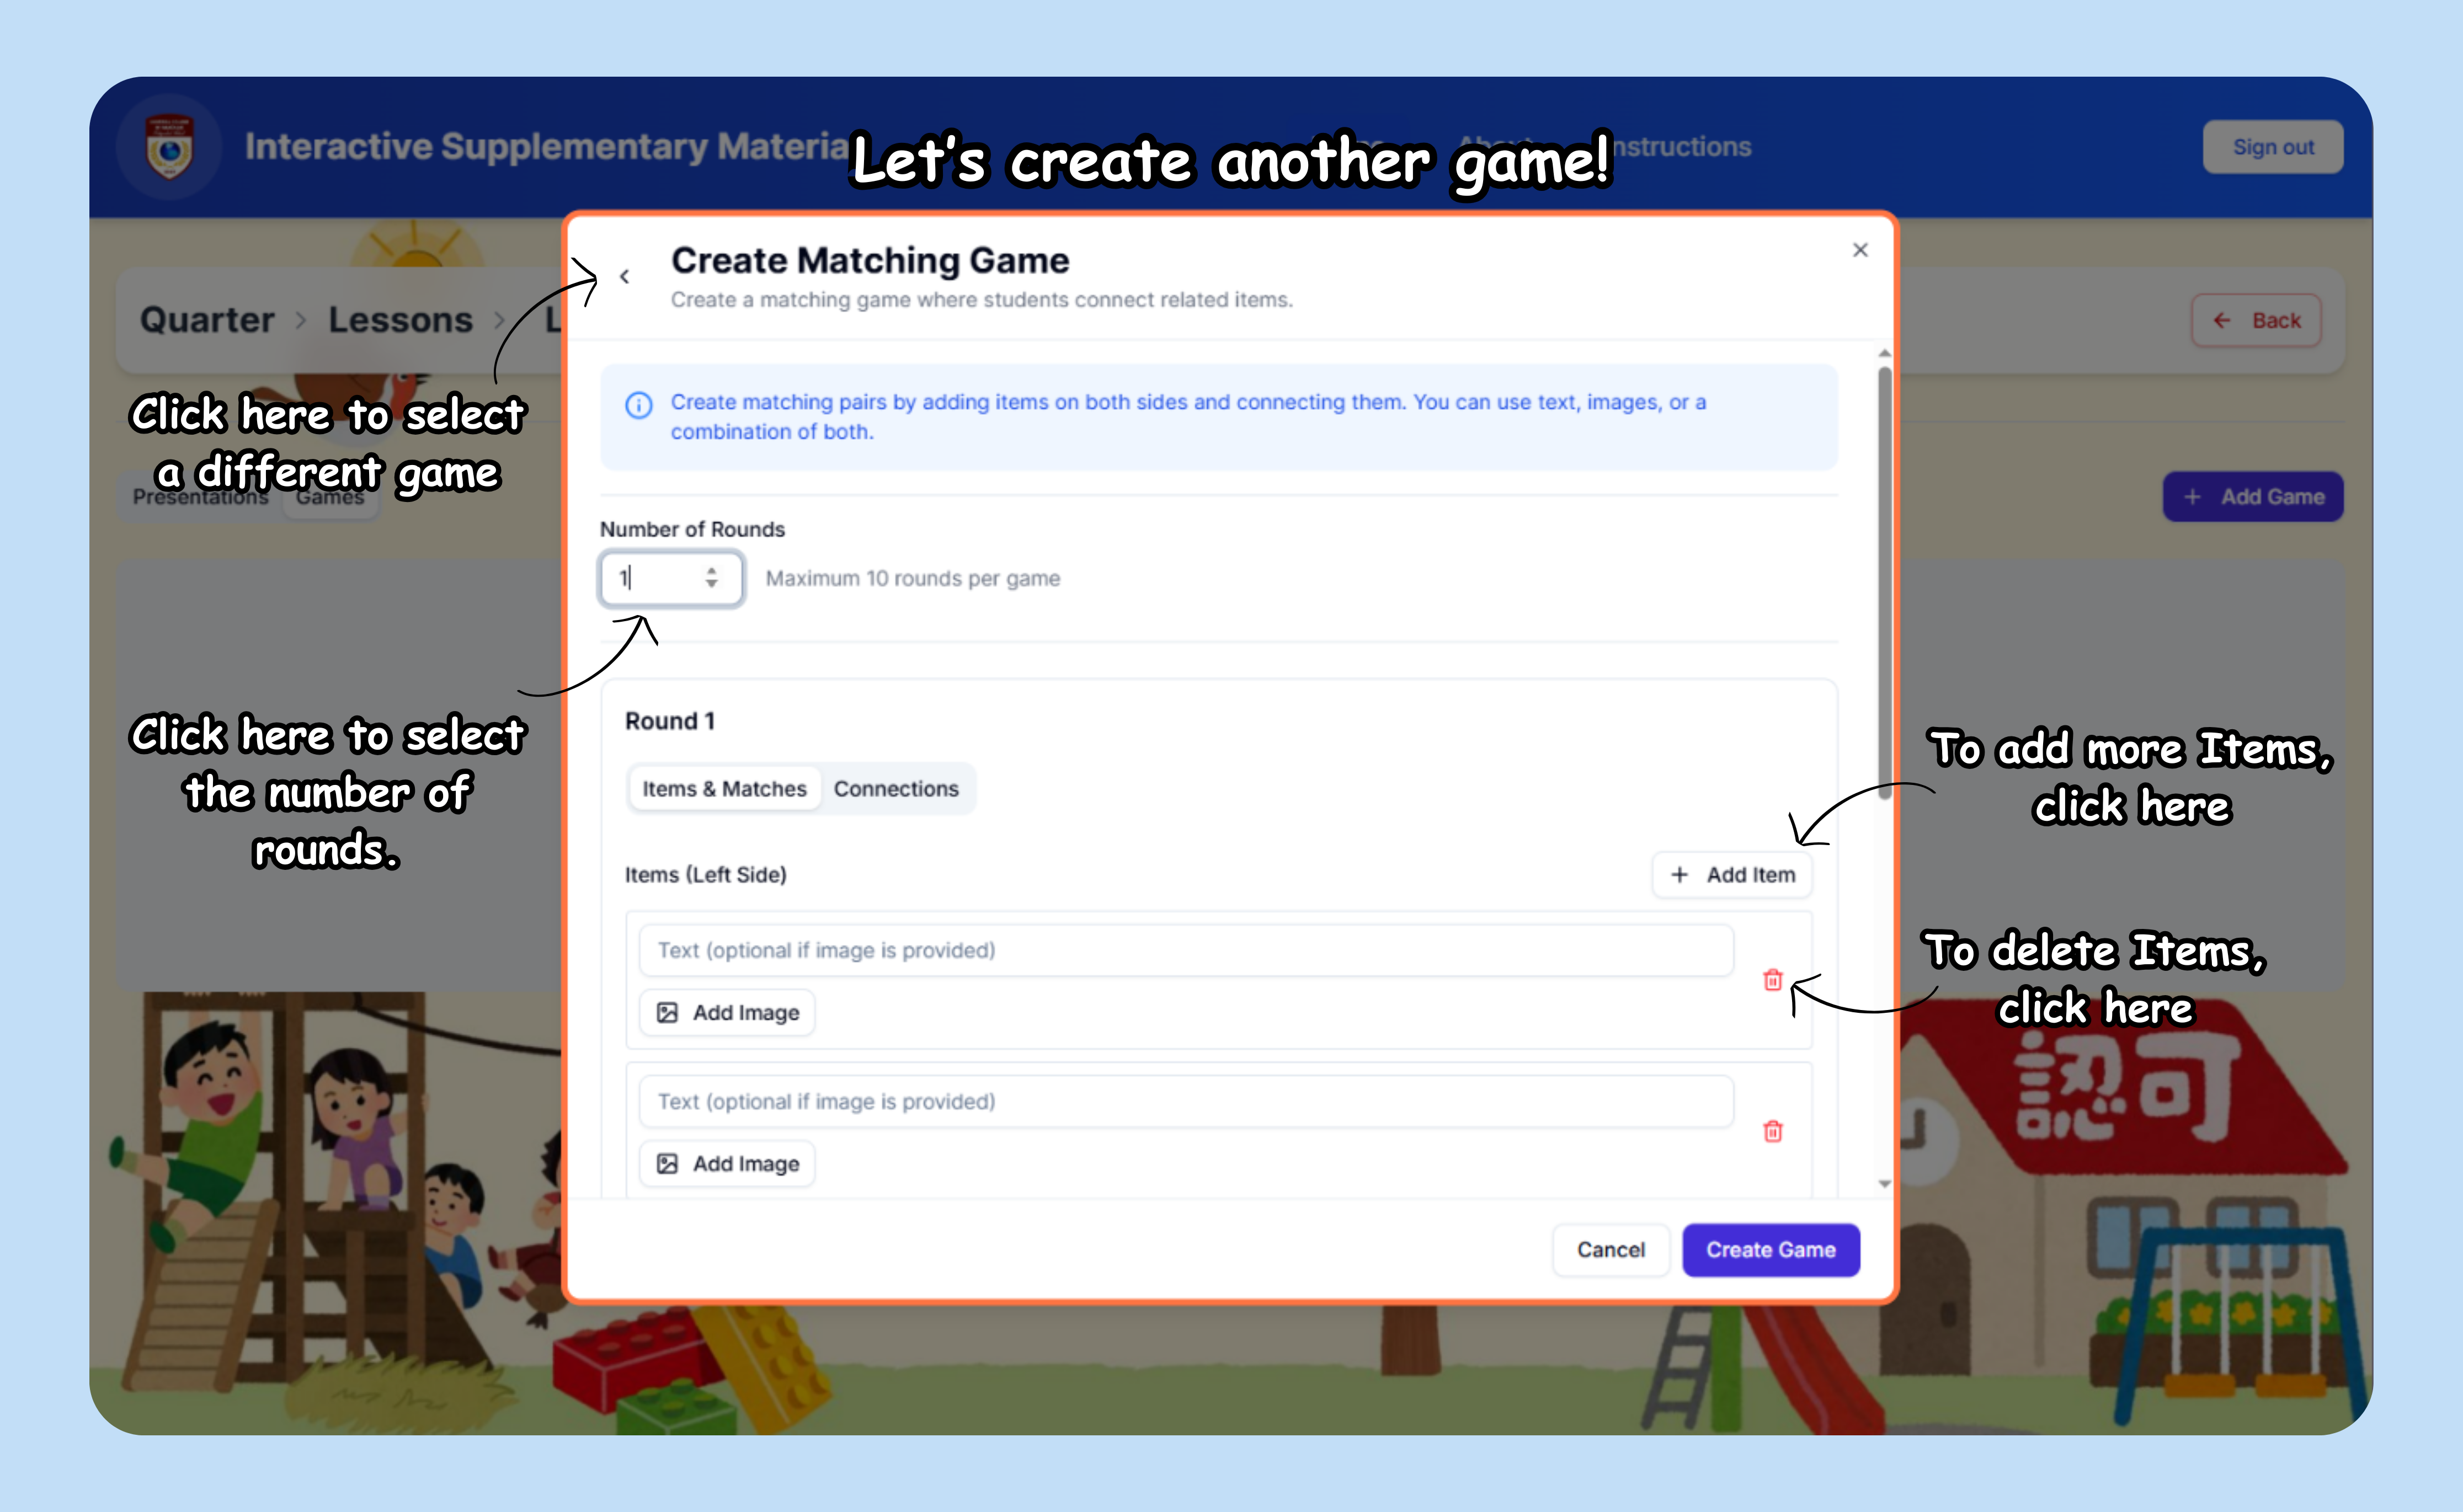 Interactive Supplementary Materia
Let's create another game!
nstructions
Sign out
Create Matching Game
Create a matching game where students connect related items.
Quarter > Lessons > L
Back
Click here to select
a different game
Create matching pairs by adding items on both sides and connecting them. You can use text, images, or a
combination of both.
Presentations Games
Add Game
Number of Rounds
1
Maximum 10 rounds per game
Click here to select
the number of
rounds.
Round 1
Items & Matches Connections
To add more Items,
click here
Items (Left Side)
Add Item
Text (optional if image is provided)
Add Image
To delete Items,
click here
Text (optional if image is provided)
Add Image
認可
Cancel
Create Game